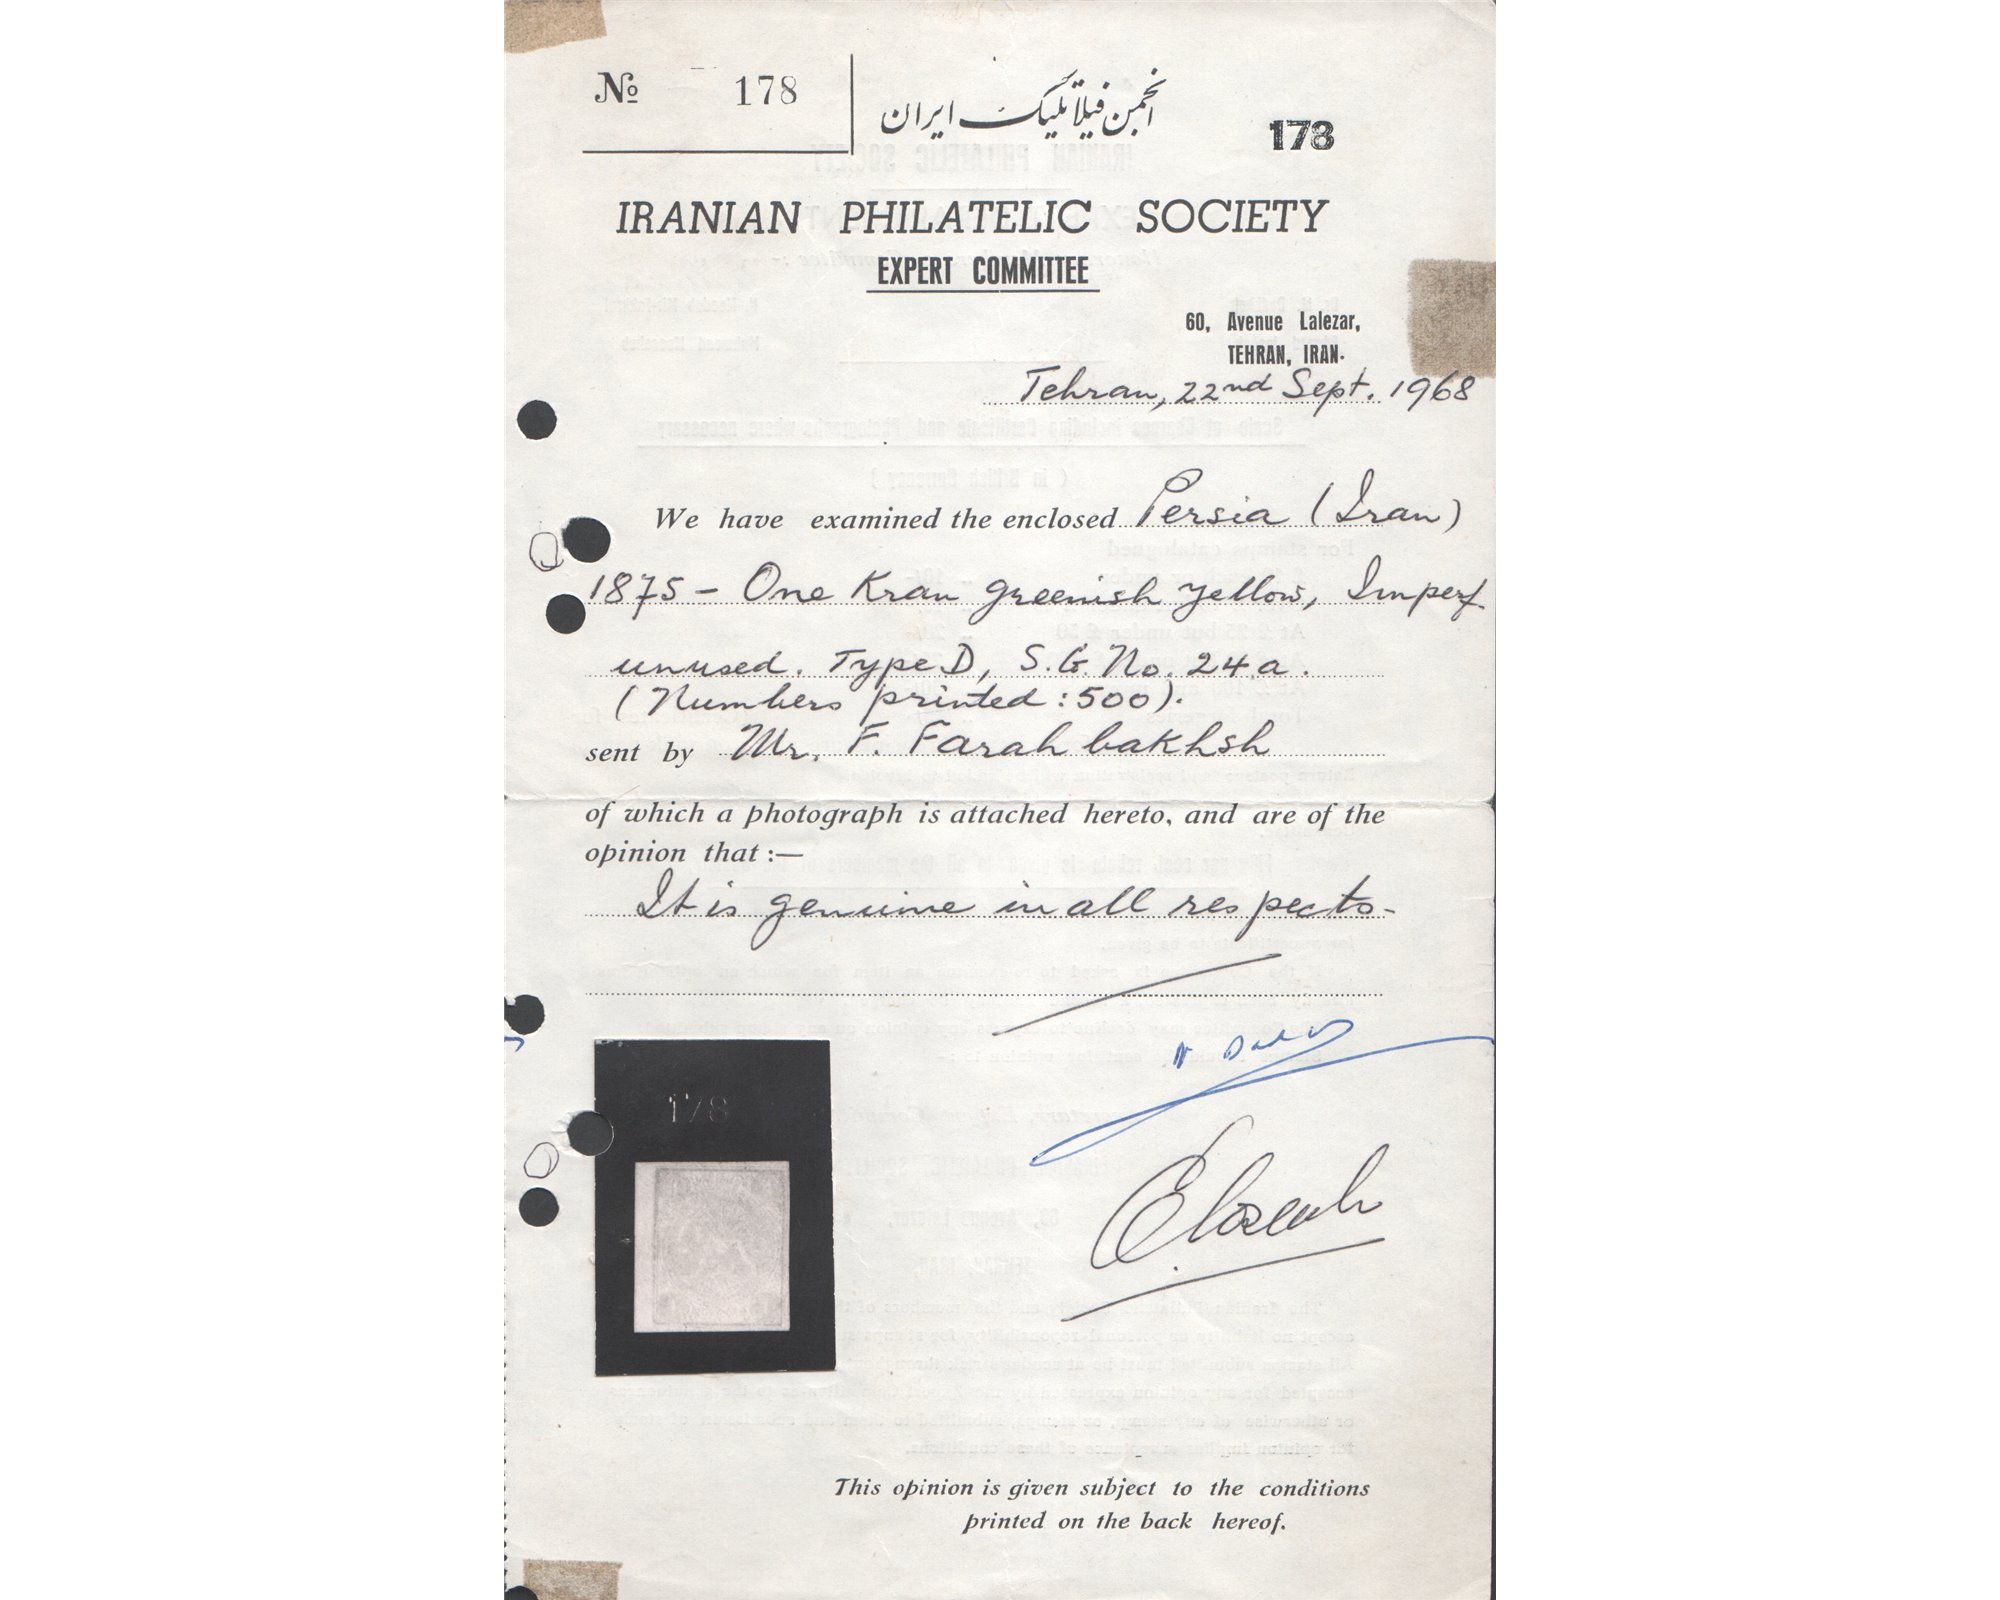 № 178
انجمن فیلاتلیک ایران
178
IRANIAN PHILATELIC SOCIETY
EXPERT COMMITTEE
60, Avenue Lalezar,
TEHRAN, IRAN.
Tehran, 22nd Sept. 1968
We have examined the enclosed Persia (Iran)
1875 - One Kran greenish yellow, Imperf.
unused. Type D, S.G. No. 24a.
(Numbers printed : 500).
sent by Mr. F. Farahbakhsh
of which a photograph is attached hereto, and are of the
opinion that :—
It is genuine in all respects-
178
This opinion is given subject to the conditions
printed on the back hereof.